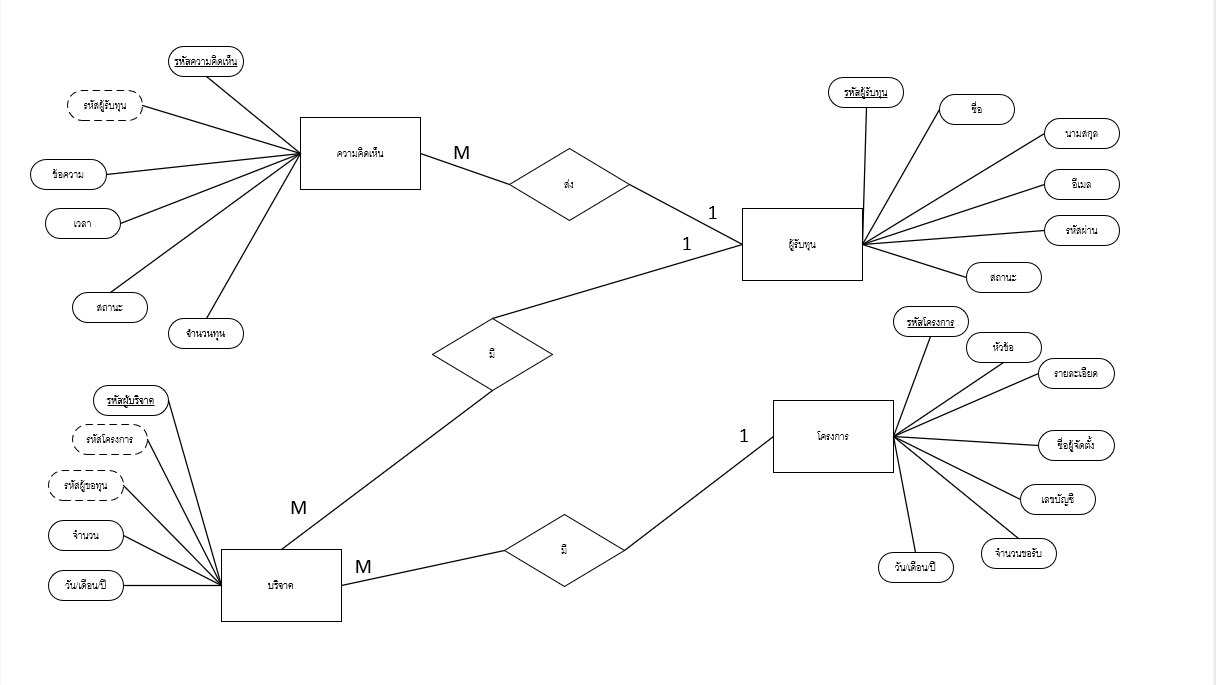 รหัสความคิดเห็น
รหัสผู้รับทุน
ข้อความ
เวลา
สถานะ
จำนวนทุน
ความคิดเห็น
M
ส่ง
1
รหัสผู้รับทุน
ชื่อ
นามสกุล
อีเมล
รหัสผ่าน
สถานะ
ผู้รับทุน
1
มี
M
รหัสโครงการ
หัวข้อ
รายละเอียด
ชื่อผู้จัดตั้ง
เลขบัญชี
จำนวนขอรับ
วัน/เดือน/ปี
โครงการ
1
มี
M
รหัสผู้บริจาค
รหัสโครงการ
รหัสผู้ขอทุน
จำนวน
วัน/เดือน/ปี
บริจาค